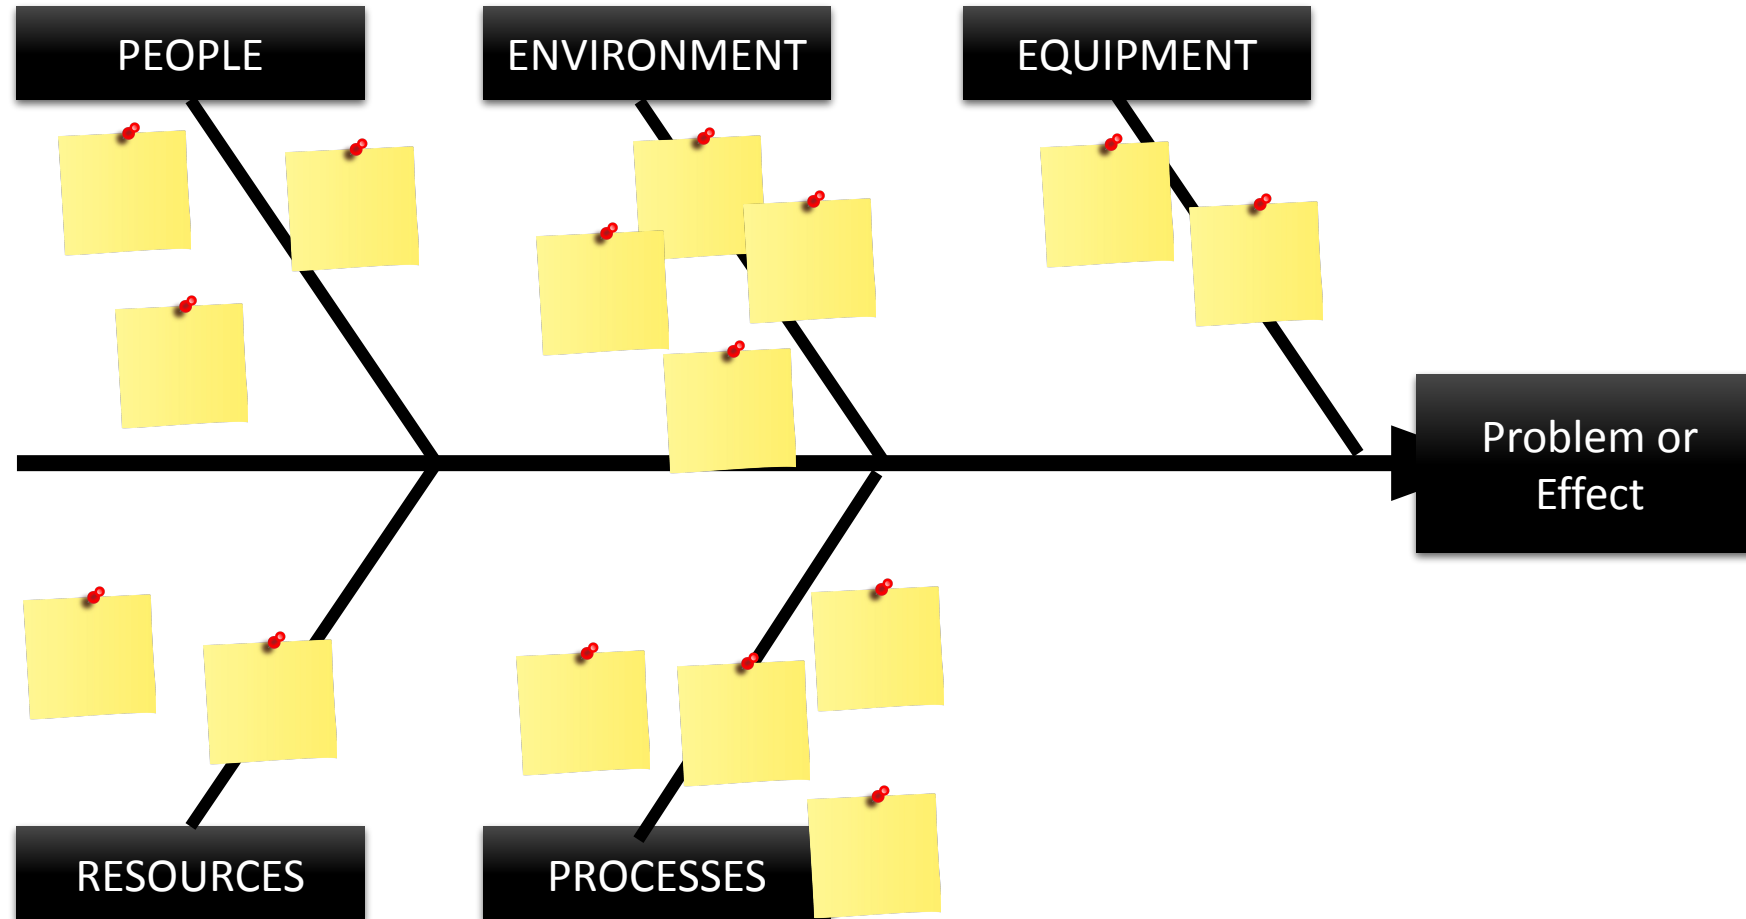 PEOPLE
ENVIRONMENT
EQUIPMENT
Problem or
Effect
RESOURCES
PROCESSES